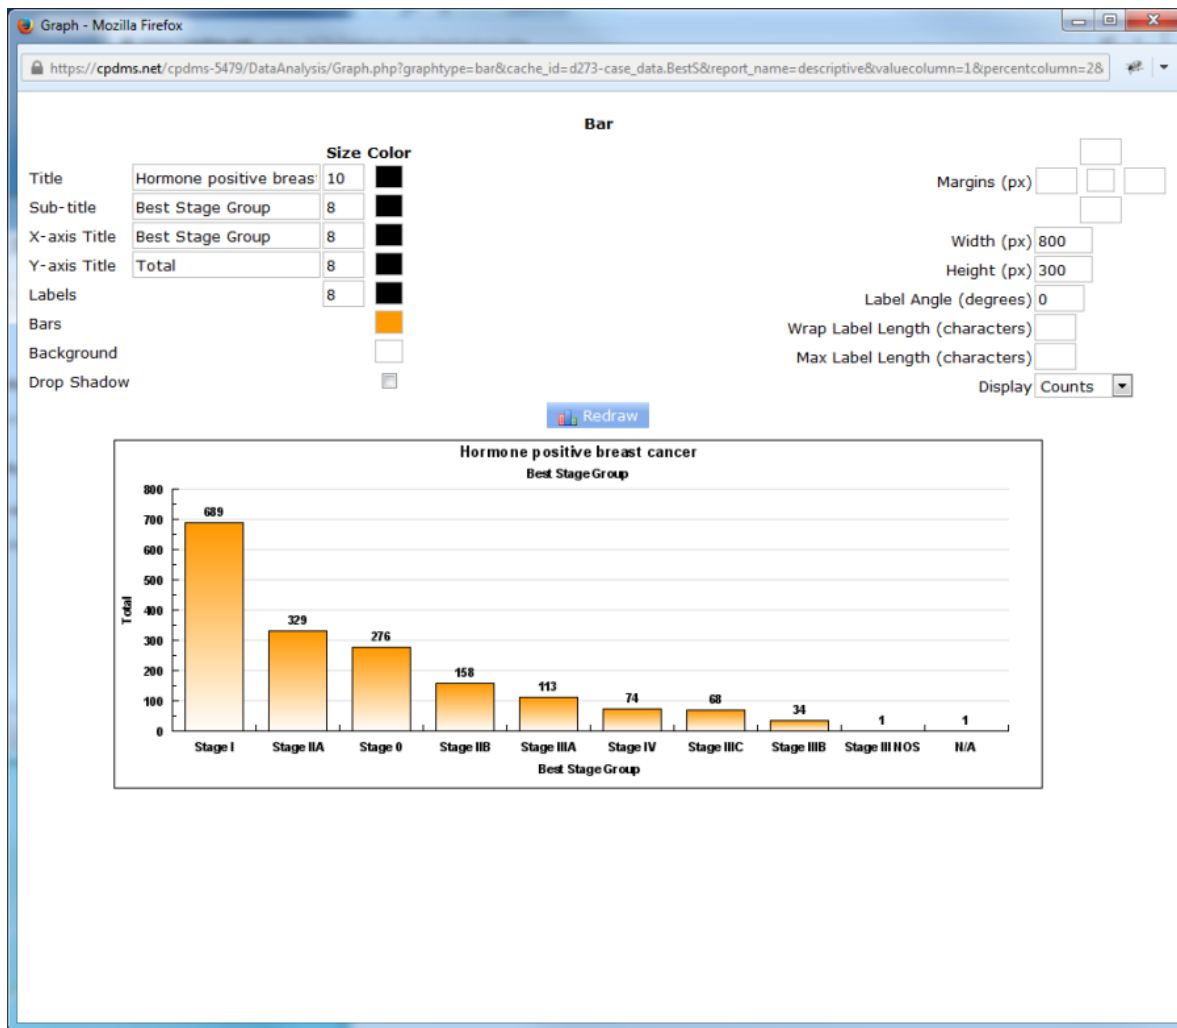 Graph - Mozilla Firefox
https://cpdms.net/cpdms-5479/DataAnalysis/Graph.php?graphtype=bar&cache_id=d273-case_data.BestS&report_name=descriptive&valuecolumn=1&percentcolumn=2&
Bar
Size Color
Title Hormone positive breas 10
Margins (px)
Sub-title Best Stage Group 8
X-axis Title Best Stage Group 8
Width (px) 800
Y-axis Title Total 8
Height (px) 300
Labels 8
Label Angle (degrees) 0
Bars
Wrap Label Length (characters)
Background
Max Label Length (characters)
Drop Shadow
Display Counts
Redraw
Hormone positive breast cancer
Best Stage Group
800
700
600
500
400
300
200
100
0
Total
689
329
276
158
113
74
68
34
1
1
Stage I Stage IIA Stage 0 Stage IIB Stage IIIA Stage IV Stage IIIC Stage IIIB Stage III NOS N/A
Best Stage Group